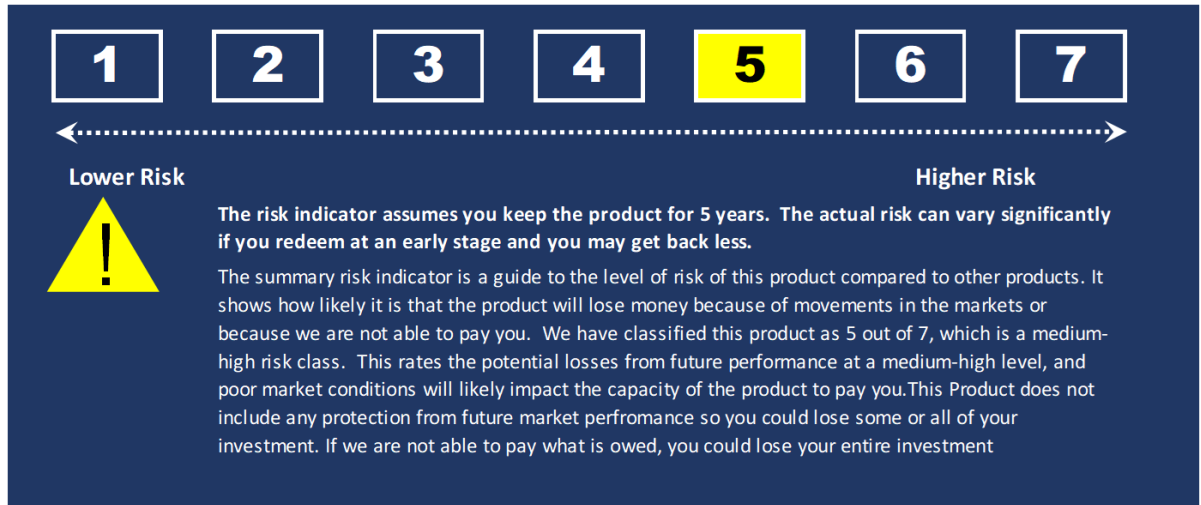 1 2 3 4 5 6 7
Lower Risk Higher Risk
!
The risk indicator assumes you keep the product for 5 years. The actual risk can vary significantly
if you redeem at an early stage and you may get back less.
The summary risk indicator is a guide to the level of risk of this product compared to other products. It
shows how likely it is that the product will lose money because of movements in the markets or
because we are not able to pay you. We have classified this product as 5 out of 7, which is a medium-
high risk class. This rates the potential losses from future performance at a medium-high level, and
poor market conditions will likely impact the capacity of the product to pay you.This Product does not
include any protection from future market perfromance so you could lose some or all of your
investment. If we are not able to pay what is owed, you could lose your entire investment